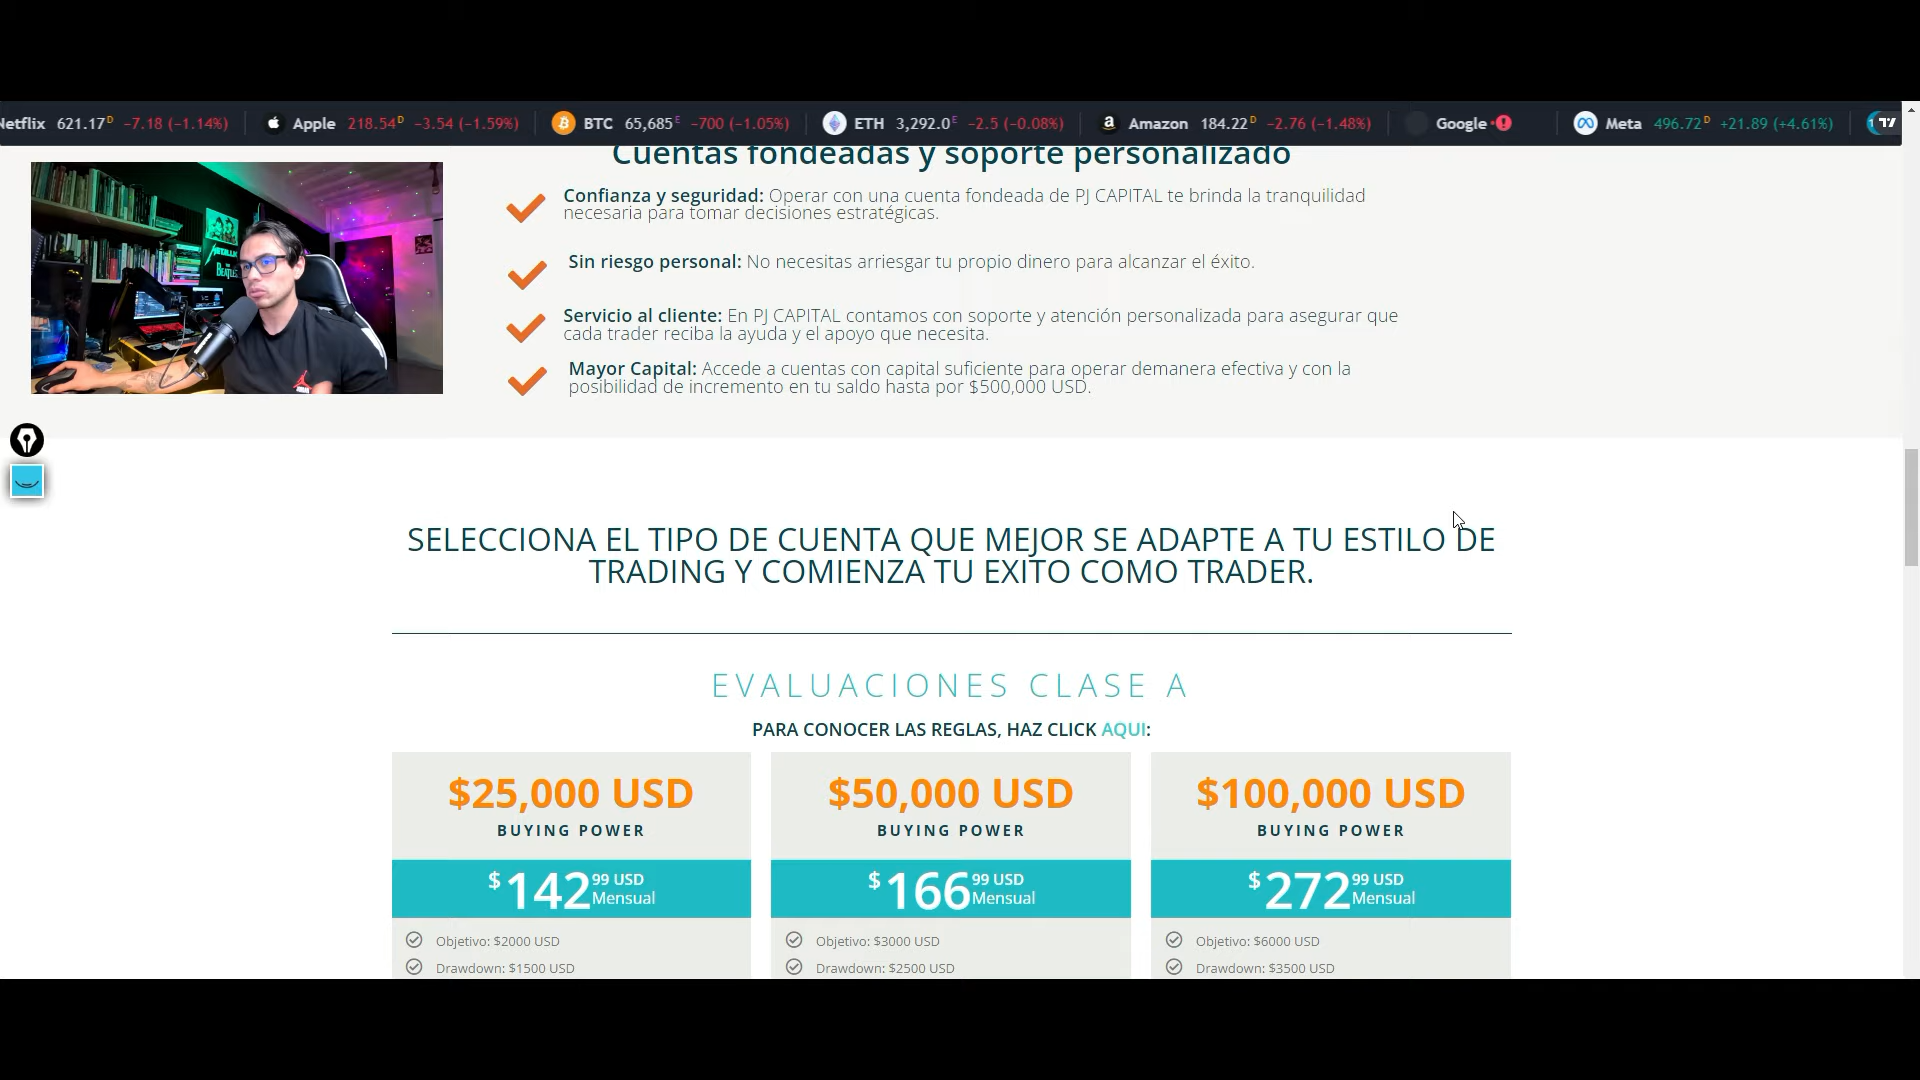 Netflix 621.17 D −7.18 (−1.14%) Apple 218.54 D −3.54 (−1.59%) BTC 65,685 E −700 (−1.05%) ETH 3,292.0 E −2.5 (−0.08%) Amazon 184.22 D −2.76 (−1.48%) Google Meta 496.72 D +21.89 (+4.61%)
Cuentas fondeadas y soporte personalizado
Confianza y seguridad: Operar con una cuenta fondeada de PJ CAPITAL te brinda la tranquilidad
necesaria para tomar decisiones estratégicas.
Sin riesgo personal: No necesitas arriesgar tu propio dinero para alcanzar el éxito.
Servicio al cliente: En PJ CAPITAL contamos con soporte y atención personalizada para asegurar que
cada trader reciba la ayuda y el apoyo que necesita.
Mayor Capital: Accede a cuentas con capital suficiente para operar demanera efectiva y con la
posibilidad de incremento en tu saldo hasta por $500,000 USD.
METALLICA
THE BEATLES
SELECCIONA EL TIPO DE CUENTA QUE MEJOR SE ADAPTE A TU ESTILO DE
TRADING Y COMIENZA TU EXITO COMO TRADER.
EVALUACIONES CLASE A
PARA CONOCER LAS REGLAS, HAZ CLICK AQUI:
$25,000 USD
BUYING POWER
$142 99 USD
Mensual
Objetivo: $2000 USD
Drawdown: $1500 USD
$50,000 USD
BUYING POWER
$166 99 USD
Mensual
Objetivo: $3000 USD
Drawdown: $2500 USD
$100,000 USD
BUYING POWER
$272 99 USD
Mensual
Objetivo: $6000 USD
Drawdown: $3500 USD